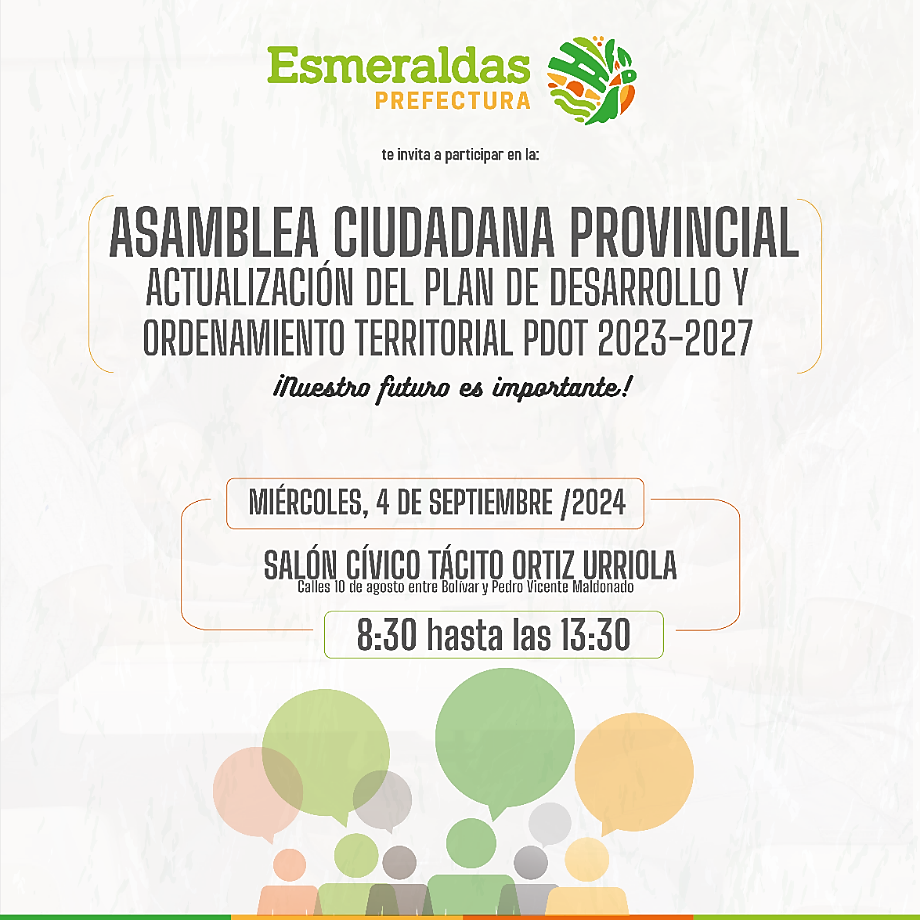 Esmeraldas
PREFECTURA
te invita a participar en la:
ASAMBLEA CIUDADANA PROVINCIAL
ACTUALIZACIÓN DEL PLAN DE DESARROLLO Y
ORDENAMIENTO TERRITORIAL PDOT 2023-2027
¡Nuestro futuro es importante!
MIÉRCOLES, 4 DE SEPTIEMBRE /2024
SALÓN CÍVICO TÁCITO ORTIZ URRIOLA
Calles 10 de agosto entre Bolívar y Pedro Vicente Maldonado
8:30 hasta las 13:30